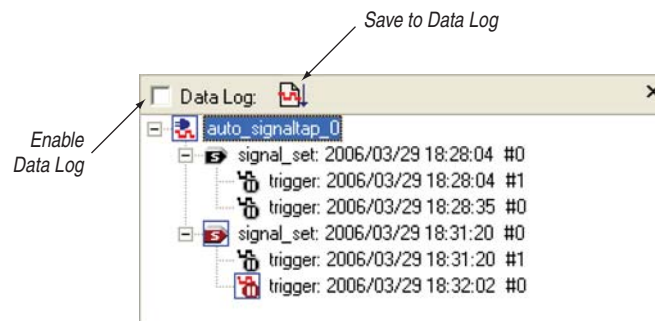 Save to Data Log
Data Log:
Enable
Data Log
auto_signaltap_0
signal_set: 2006/03/29 18:28:04 #0
trigger: 2006/03/29 18:28:04 #1
trigger: 2006/03/29 18:28:35 #0
signal_set: 2006/03/29 18:31:20 #0
trigger: 2006/03/29 18:31:20 #1
trigger: 2006/03/29 18:32:02 #0